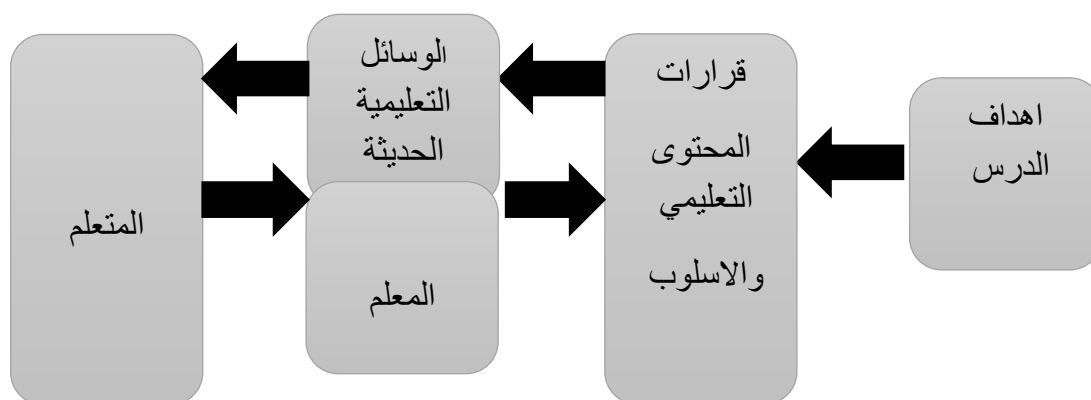 اهداف
الدرس
قرارات
المحتوى
التعليمي
والاسلوب
الوسائل
التعليمية
الحديثة
المعلم
المتعلم